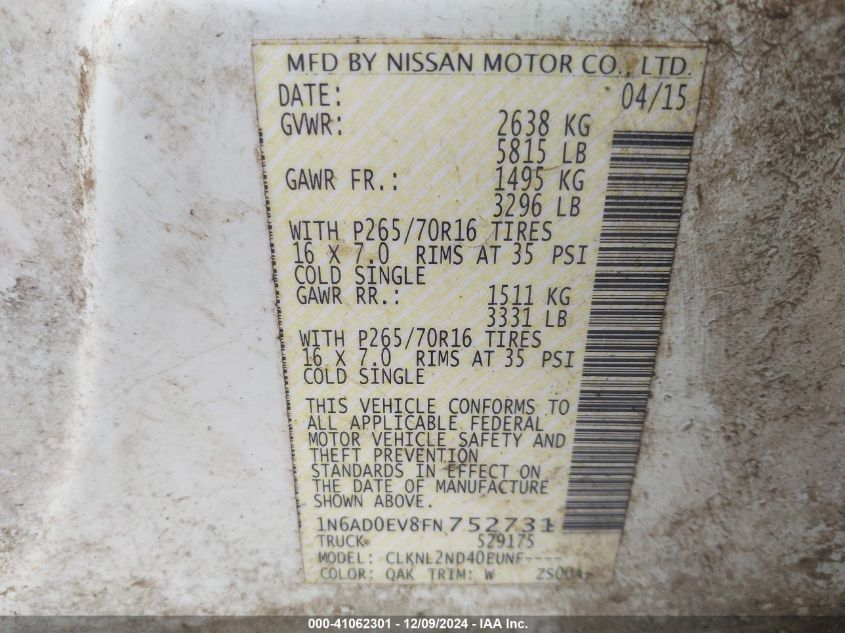 MFD BY NISSAN MOTOR CO., LTD.
DATE: 04/15
GVWR: 2638 KG
5815 LB
GAWR FR.: 1495 KG
3296 LB
WITH P265/70R16 TIRES
16 X 7.0 RIMS AT 35 PSI
COLD SINGLE
GAWR RR.: 1511 KG
3331 LB
WITH P265/70R16 TIRES
16 X 7.0 RIMS AT 35 PSI
COLD SINGLE
THIS VEHICLE CONFORMS TO
ALL APPLICABLE FEDERAL
MOTOR VEHICLE SAFETY AND
THEFT PREVENTION
STANDARDS IN EFFECT ON
THE DATE OF MANUFACTURE
SHOWN ABOVE.
1N6AD0EV8FN752731
TRUCK 529175
MODEL: CLKNL2ND40EUNF----
COLOR: QAK TRIM: W
000-41062301 - 12/09/2024 - IAA Inc.